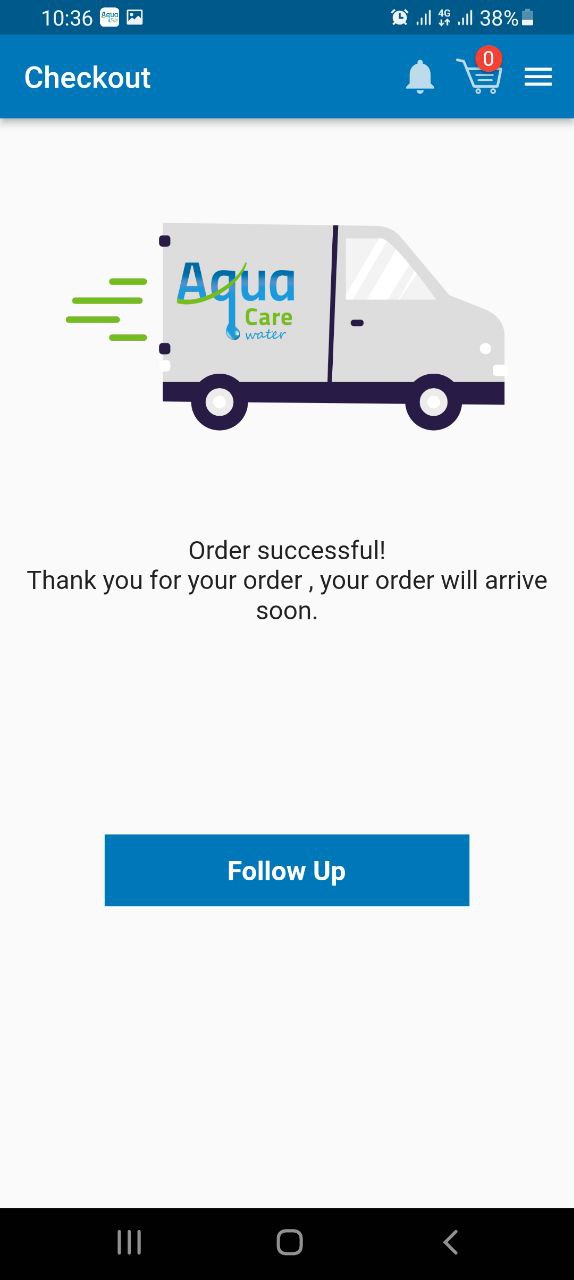 10:36 Aqua 4G 38%
Checkout 0
Aqua
Care
water
Order successful!
Thank you for your order , your order will arrive
soon.
Follow Up